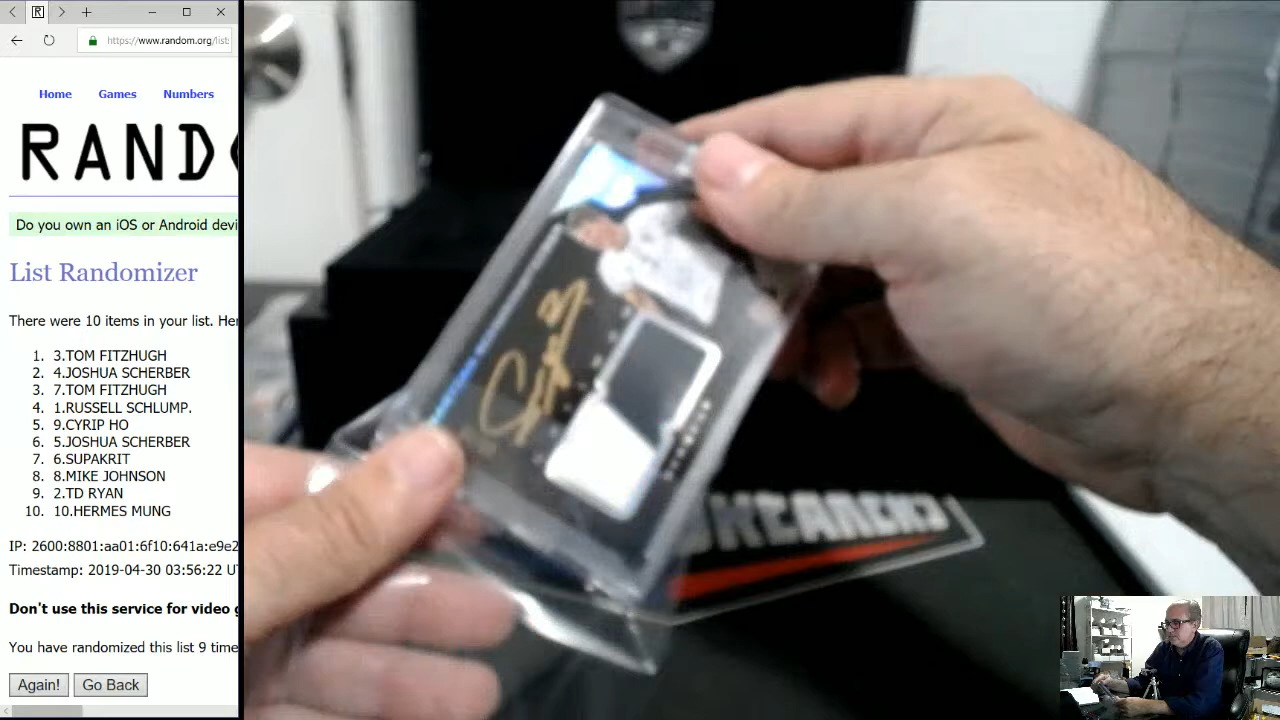 https://www.random.org/list
Home Games Numbers
RAND
Do you own an iOS or Android devi
List Randomizer
There were 10 items in your list. Her
1. 3.TOM FITZHUGH
2. 4.JOSHUA SCHERBER
3. 7.TOM FITZHUGH
4. 1.RUSSELL SCHLUMP.
5. 9.CYRIP HO
6. 5.JOSHUA SCHERBER
7. 6.SUPAKRIT
8. 8.MIKE JOHNSON
9. 2.TD RYAN
10. 10.HERMES MUNG
IP: 2600:8801:aa01:6f10:641a:e9e2
Timestamp: 2019-04-30 03:56:22 U
Don't use this service for video g
You have randomized this list 9 time
Again! Go Back